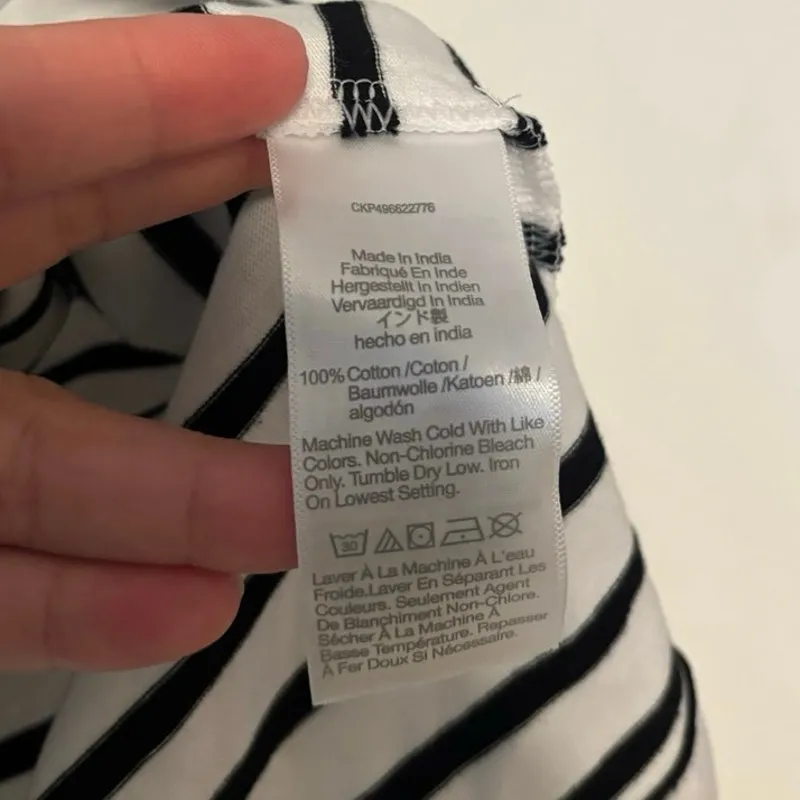 CKP496622776
Made In India
Fabriqué En Inde
Hergestellt In Indien
Vervaardigd In India
インド製
hecho en india
100% Cotton /Coton /
Baumwolle /Katoen /綿 /
algodón
Machine Wash Cold With Like
Colors. Non-Chlorine Bleach
Only. Tumble Dry Low. Iron
On Lowest Setting.
30
Laver À La Machine À L'eau
Froide.Laver En Séparant Les
Couleurs. Seulement Agent
De Blanchiment Non-Chlore.
Sécher À La Machine À
Basse Température. Repasser
À Fer Doux Si Nécessaire.